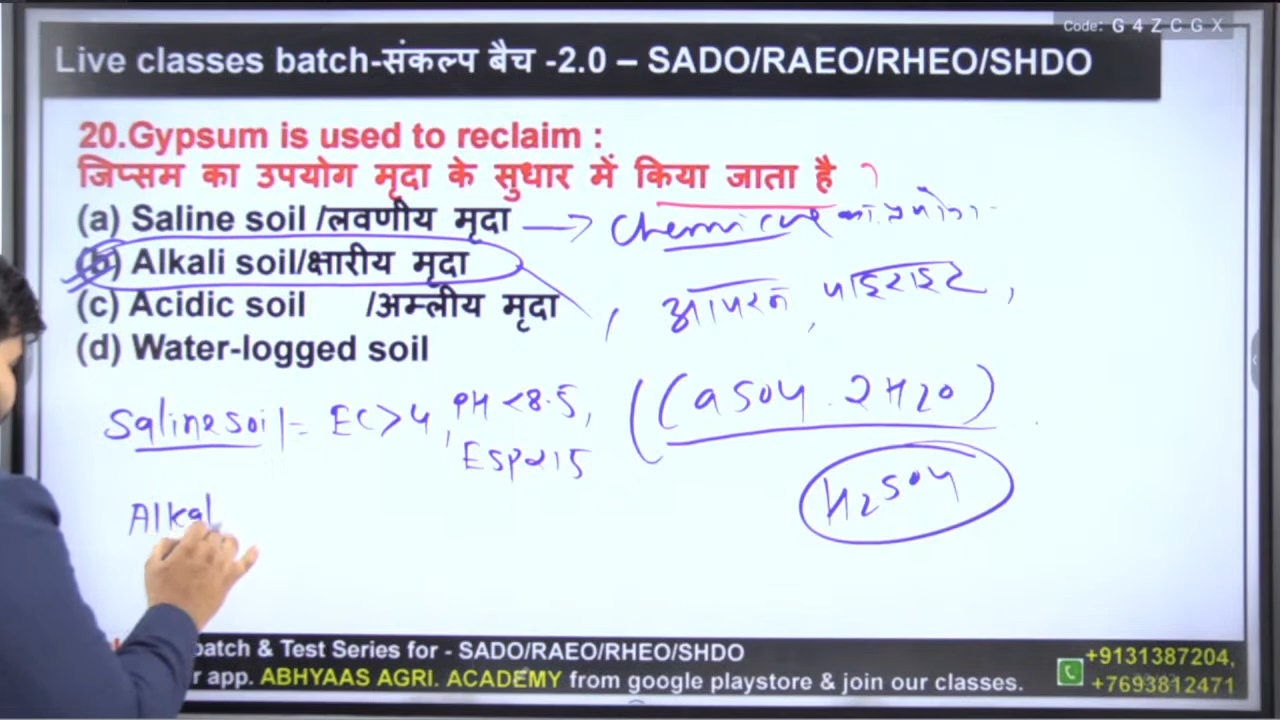 Code: G 4 Z C G X
Live classes batch-संकल्प बैच -2.0 – SADO/RAEO/RHEO/SHDO
20.Gypsum is used to reclaim :
जिप्सम का उपयोग मृदा के सुधार में किया जाता है ?
(a) Saline soil /लवणीय मृदा → Chemical का प्रयोग
(b) Alkali soil/क्षारीय मृदा
(c) Acidic soil /अम्लीय मृदा , आयरन, पाइराइट,
(d) Water-logged soil
Saline soil = EC>4, PH <8.5, (CaSO4.2H2O)
ESP<15
H2SO4
Alkal
batch & Test Series for - SADO/RAEO/RHEO/SHDO
r app. ABHYAAS AGRI. ACADEMY from google playstore & join our classes.
+9131387204,
+7693812471